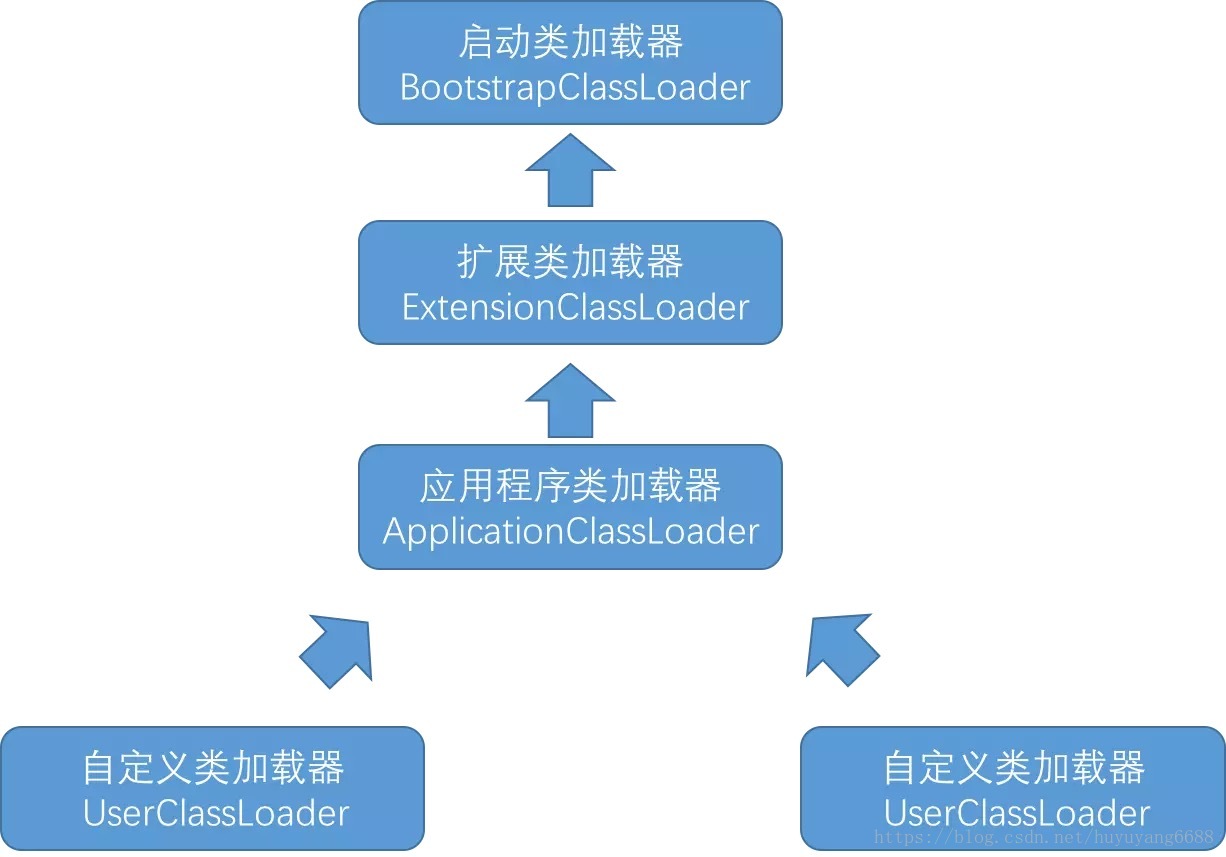 启动类加载器
BootstrapClassLoader
扩展类加载器
ExtensionClassLoader
应用程序类加载器
ApplicationClassLoader
自定义类加载器
UserClassLoader
自定义类加载器
UserClassLoader
https://blog.csdn.net/huyuyang6688